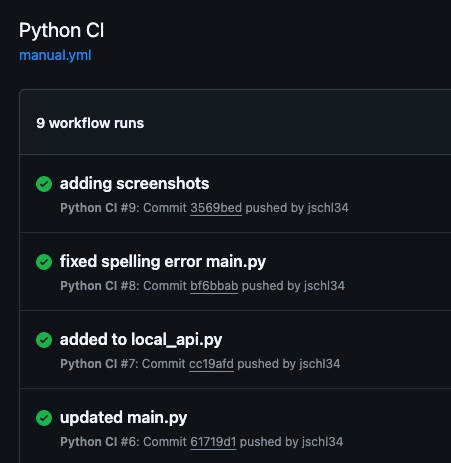 Python CI
manual.yml
9 workflow runs
adding screenshots
Python CI #9: Commit 3569bed pushed by jschl34
fixed spelling error main.py
Python CI #8: Commit bf6bbab pushed by jschl34
added to local_api.py
Python CI #7: Commit cc19afd pushed by jschl34
updated main.py
Python CI #6: Commit 61719d1 pushed by jschl34